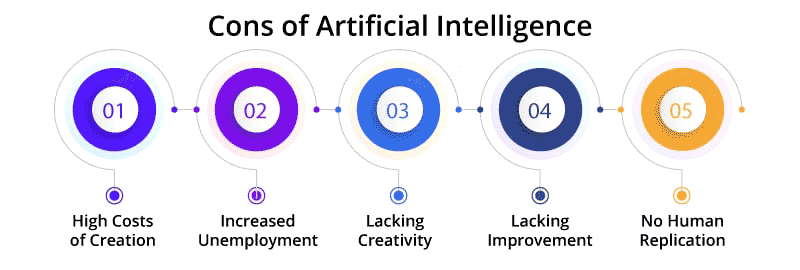 Cons of Artificial Intelligence
01
02
03
04
05
High Costs
of Creation
Increased
Unemployment
Lacking
Creativity
Lacking
Improvement
No Human
Replication